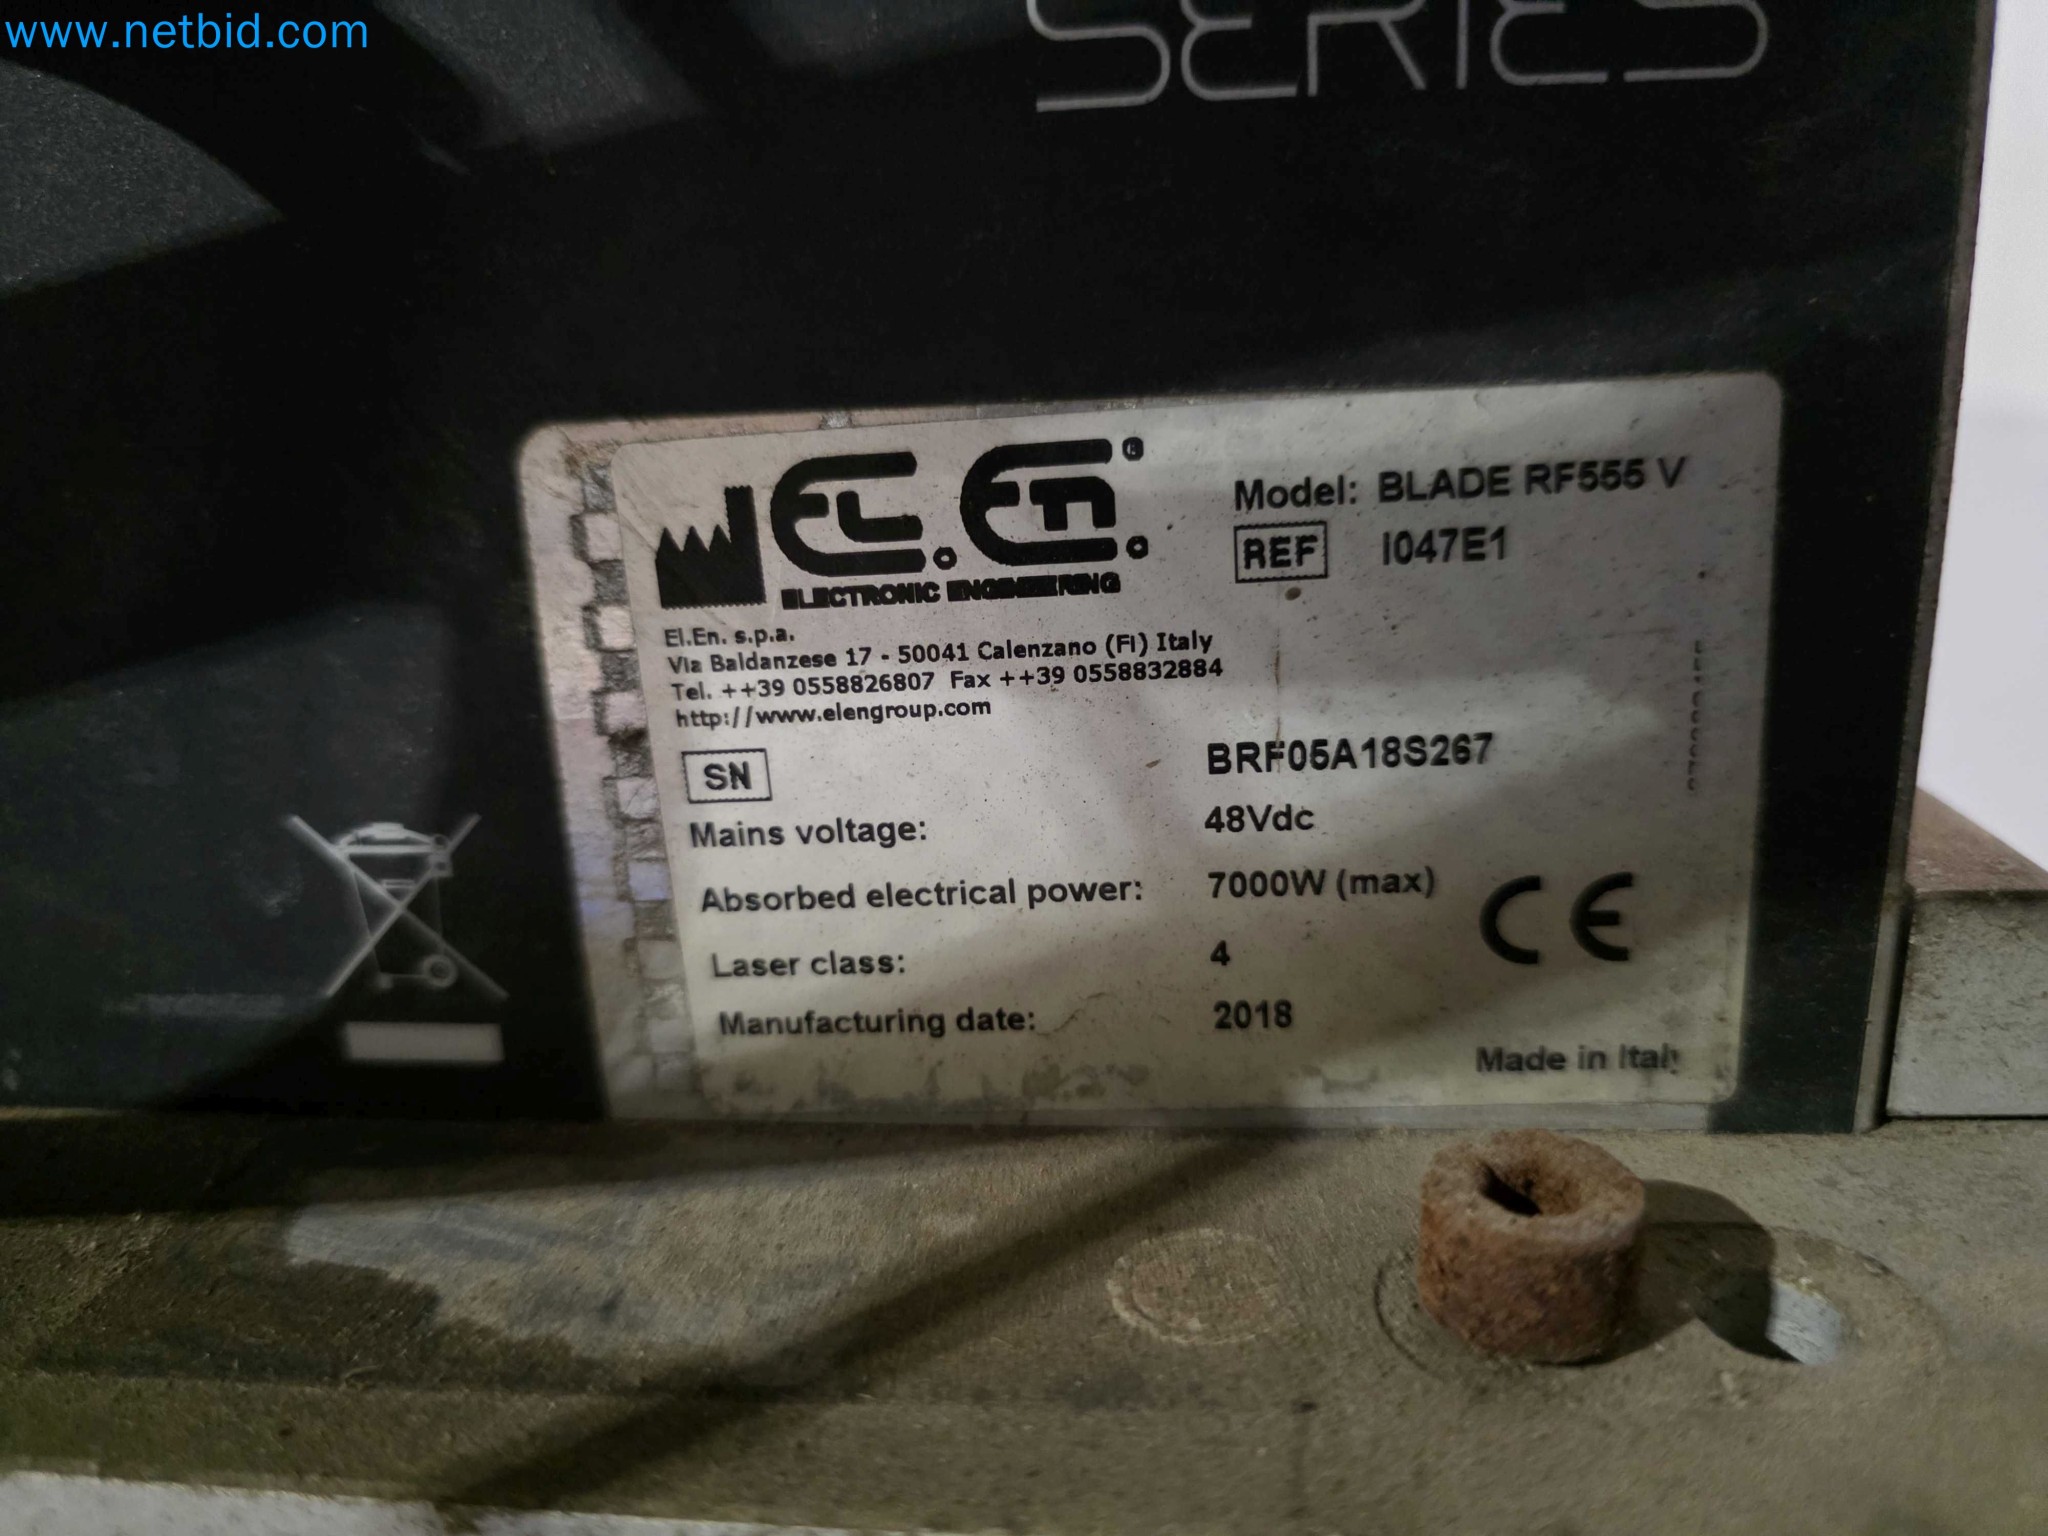 www.netbid.com
SERIES
EL.En.®
ELECTRONIC ENGINEERING
Model: BLADE RF555 V
REF I047E1
El.En. s.p.a.
Via Baldanzese 17 - 50041 Calenzano (FI) Italy
Tel. ++39 0558826807 Fax ++39 0558832884
http://www.elengroup.com
SN BRF05A18S267
Mains voltage: 48Vdc
Absorbed electrical power: 7000W (max)
CE
Laser class: 4
Manufacturing date: 2018
Made in Italy